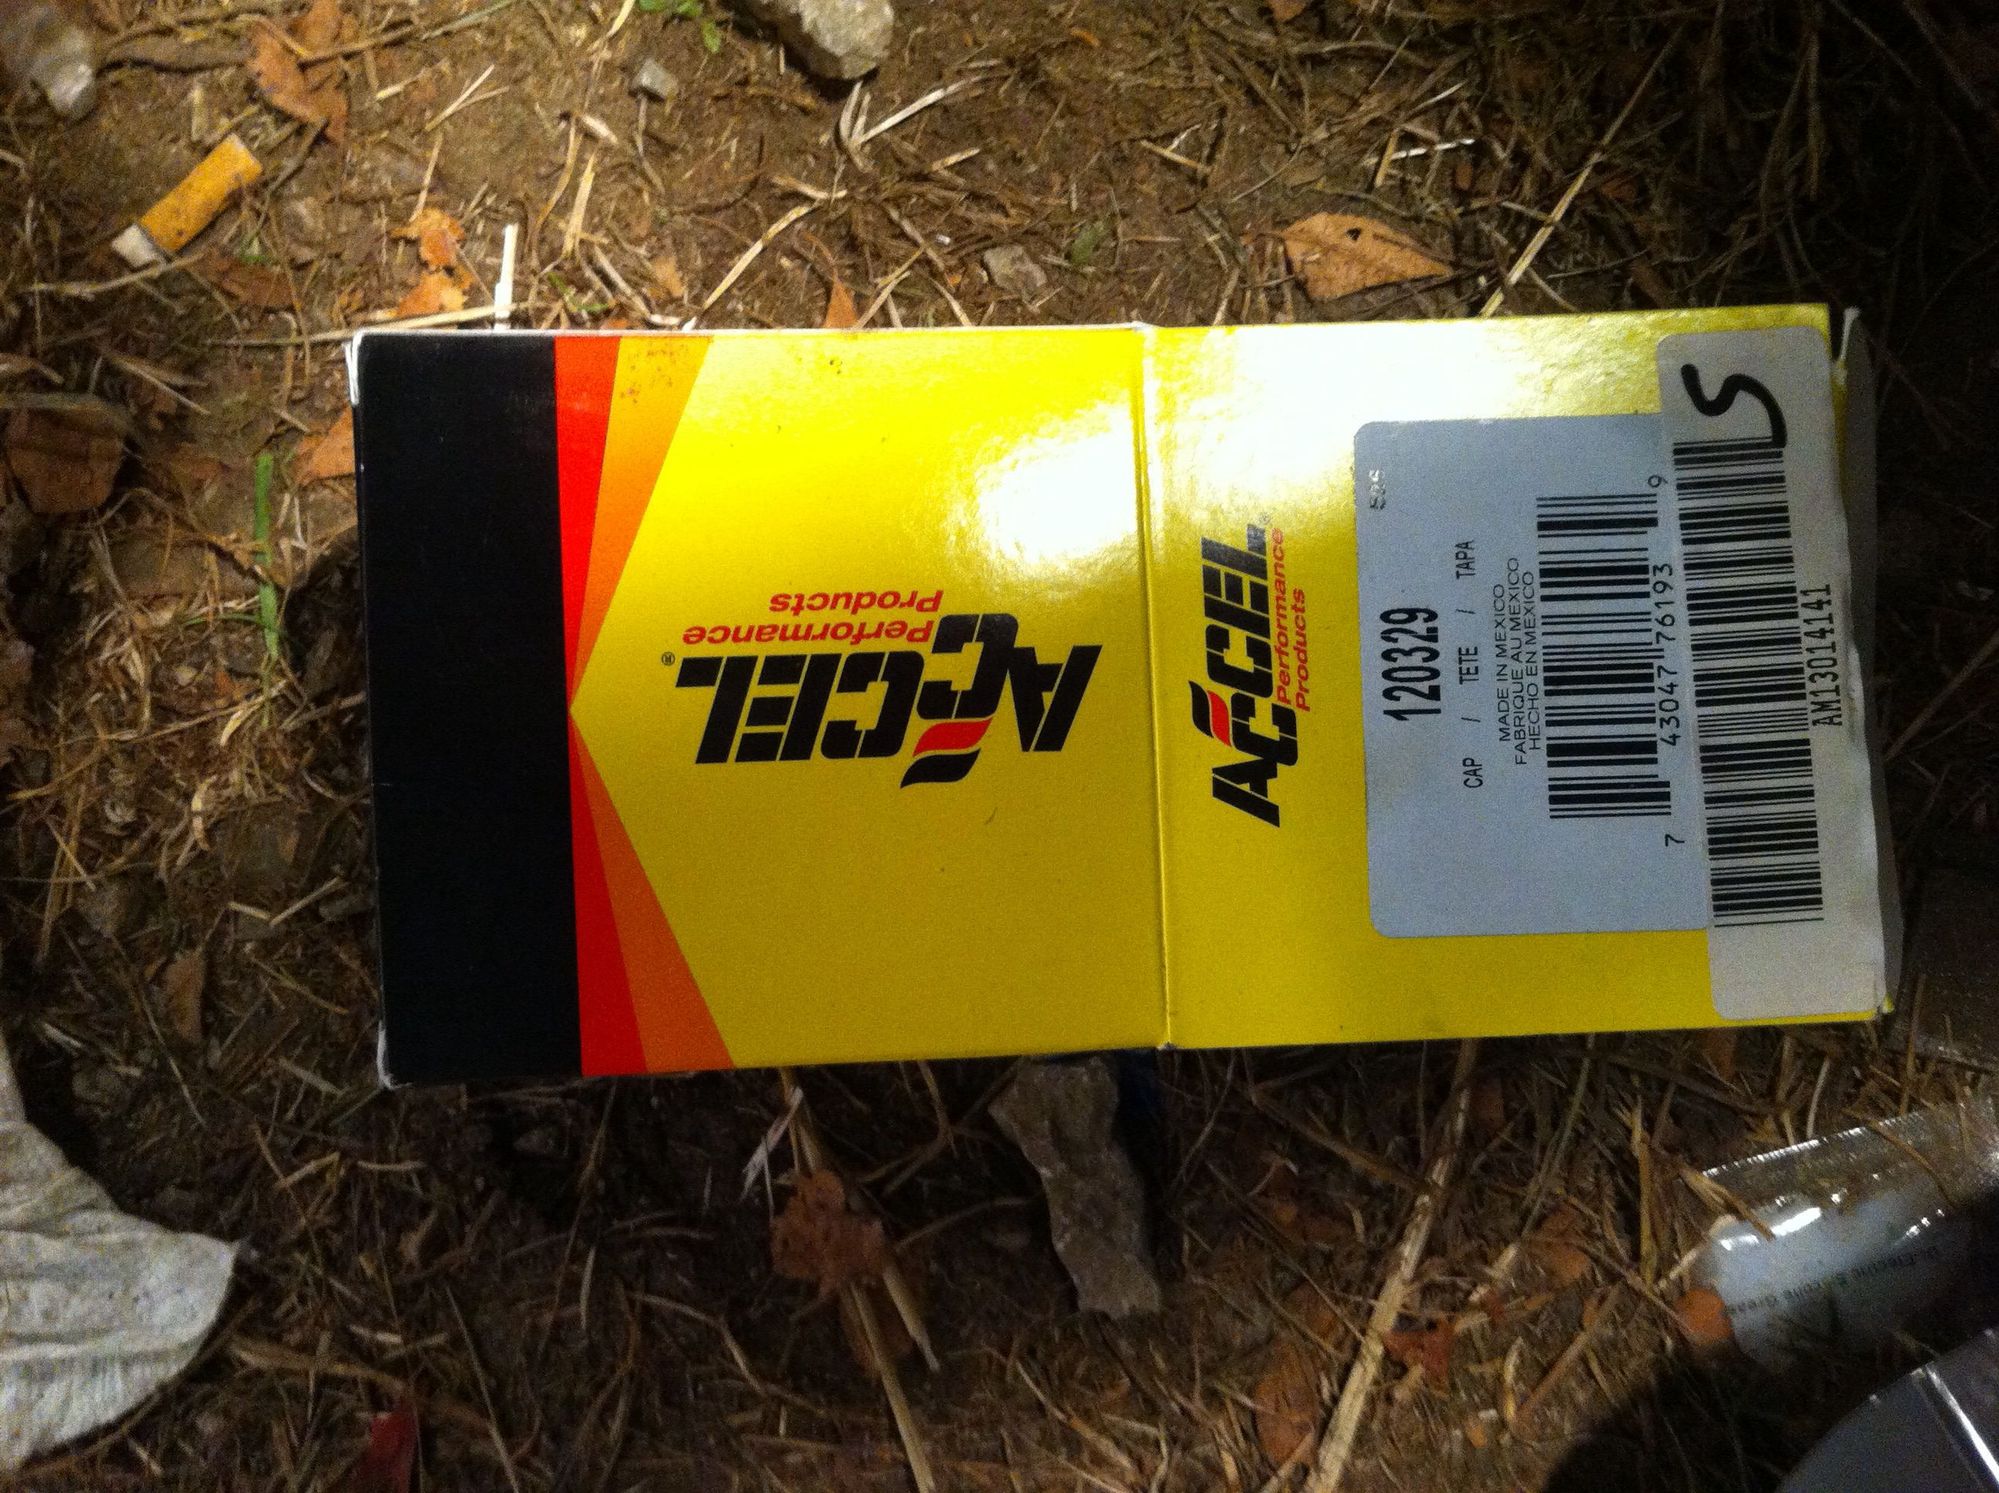 ACCEL®
Performance
Products
ACCEL®
Performance
Products
120329
CAP / TETE / TAPA
MADE IN MEXICO
FABRIQUE AU MEXICO
HECHO EN MEXICO
7 43047 76193 9
S
AM13014141
Grease